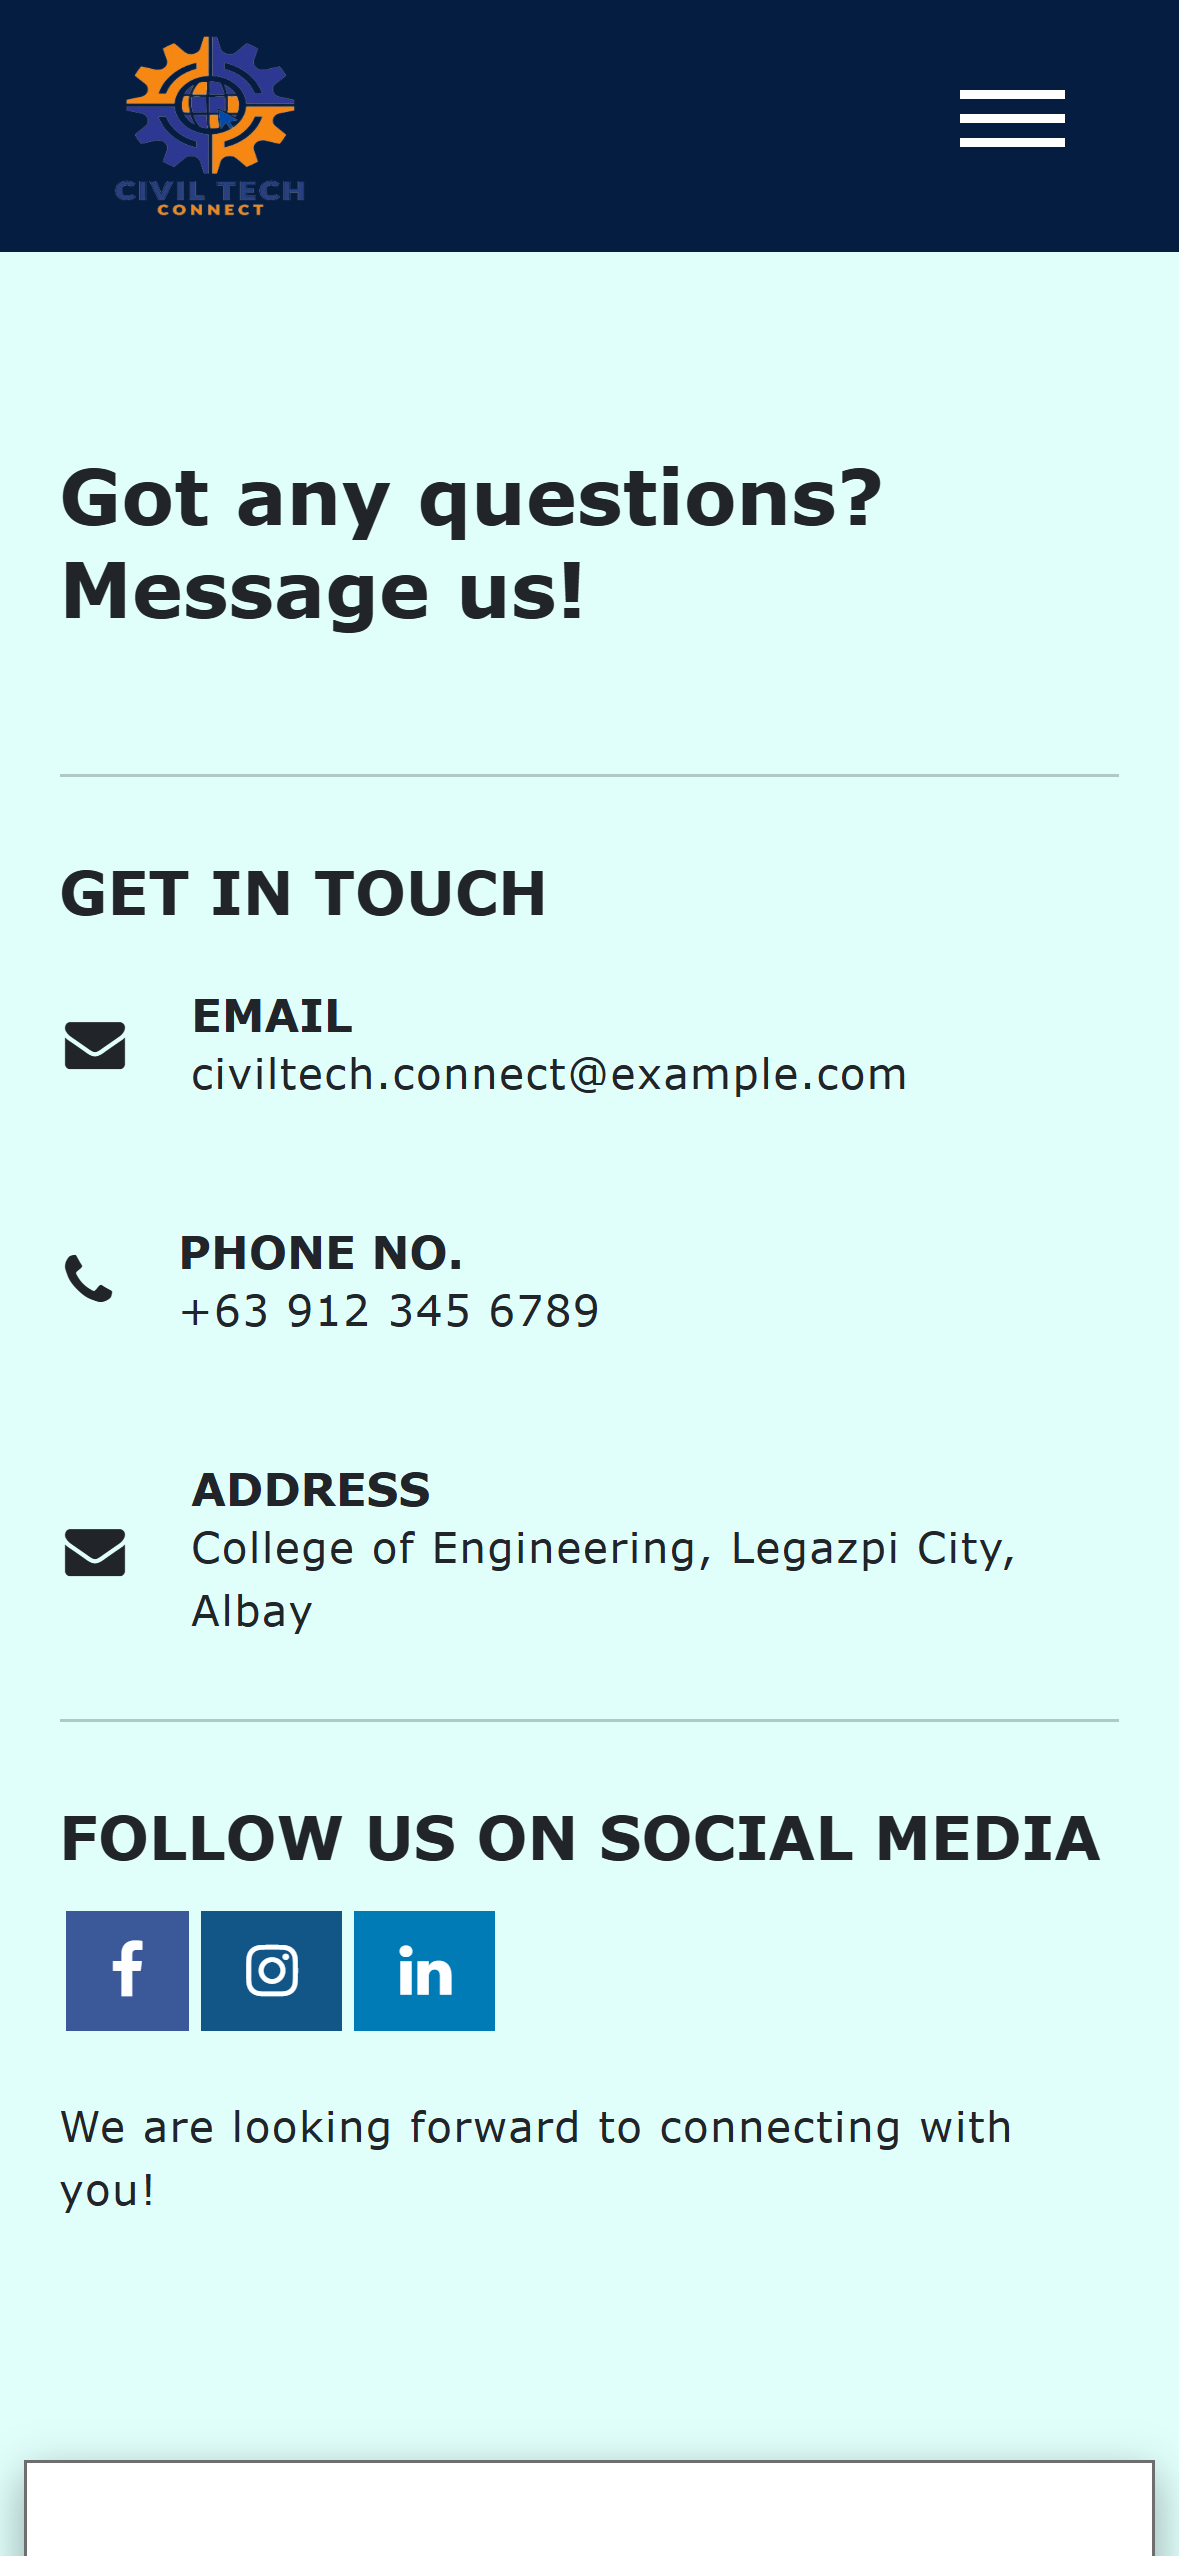 CIVIL TECH
CONNECT
Got any questions?
Message us!
GET IN TOUCH
EMAIL
civiltech.connect@example.com
PHONE NO.
+63 912 345 6789
ADDRESS
College of Engineering, Legazpi City,
Albay
FOLLOW US ON SOCIAL MEDIA
We are looking forward to connecting with
you!